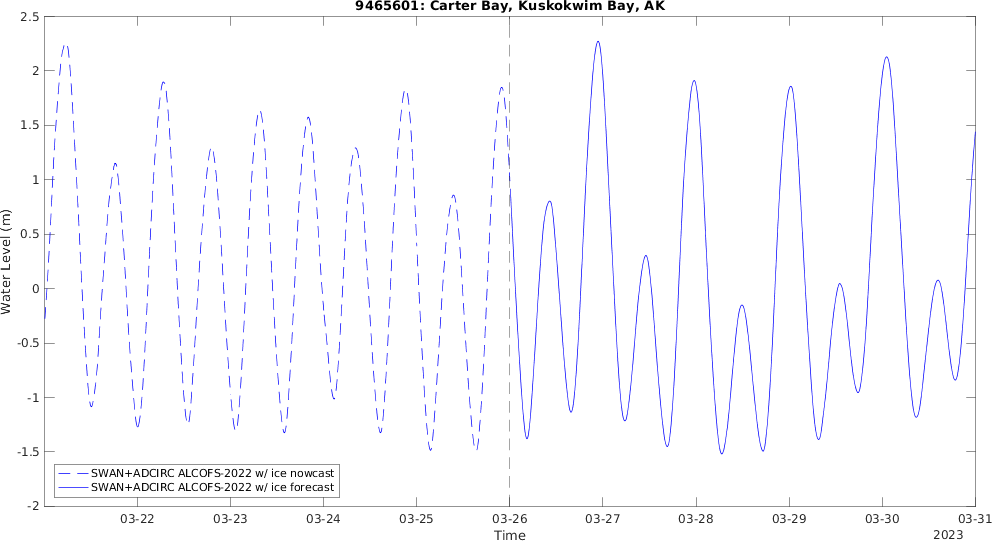 9465601: Carter Bay, Kuskokwim Bay, AK
2.5
2
1.5
1
0.5
0
-0.5
-1
-1.5
-2
Water Level (m)
SWAN+ADCIRC ALCOFS-2022 w/ ice nowcast
SWAN+ADCIRC ALCOFS-2022 w/ ice forecast
03-22 03-23 03-24 03-25 03-26 03-27 03-28 03-29 03-30 03-31
Time
2023